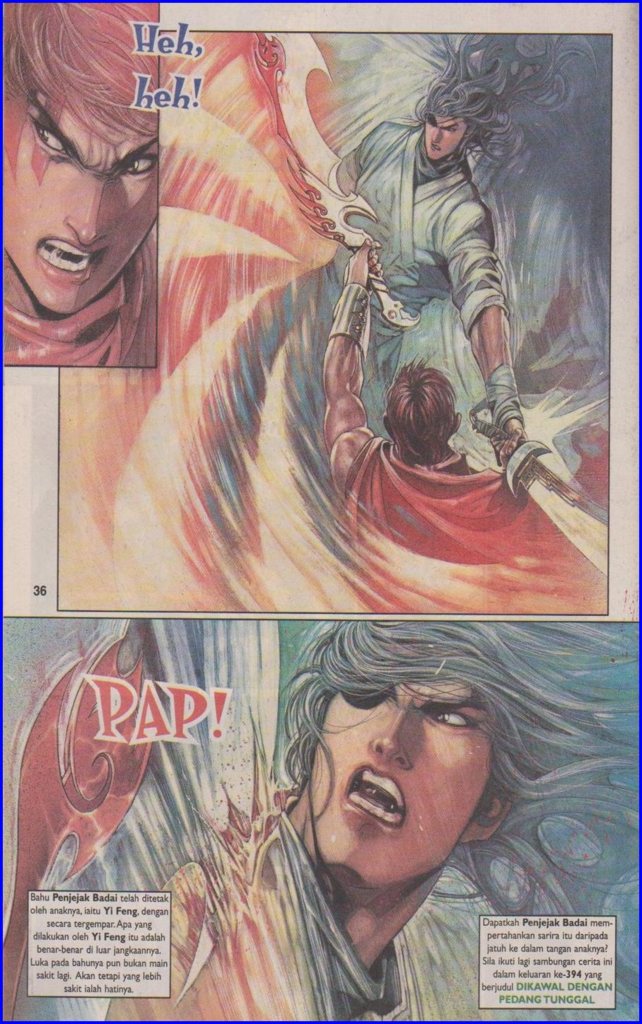 Heh,
heh!
36
PAP!
Bahu Penjejak Badai telah ditetak
oleh anaknya, iaitu Yi Feng, dengan
secara tergempar. Apa yang
dilakukan oleh Yi Feng itu adalah
benar-benar di luar jangkaannya.
Luka pada bahunya pun bukan main
sakit lagi. Akan tetapi yang lebih
sakit ialah hatinya.
Dapatkah Penjejak Badai mem-
pertahankan sarira itu daripada
jatuh ke dalam tangan anaknya?
Sila ikuti lagi sambungan cerita ini
dalam keluaran ke-394 yang
berjudul DIKAWAL DENGAN
PEDANG TUNGGAL